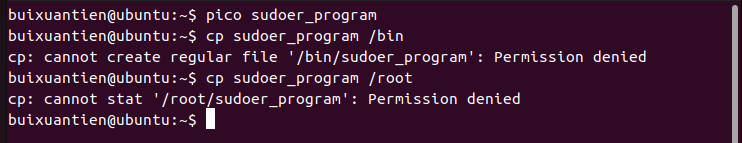 buixuantien@ubuntu:~$ pico sudoer_program
buixuantien@ubuntu:~$ cp sudoer_program /bin
cp: cannot create regular file '/bin/sudoer_program': Permission denied
buixuantien@ubuntu:~$ cp sudoer_program /root
cp: cannot stat '/root/sudoer_program': Permission denied
buixuantien@ubuntu:~$